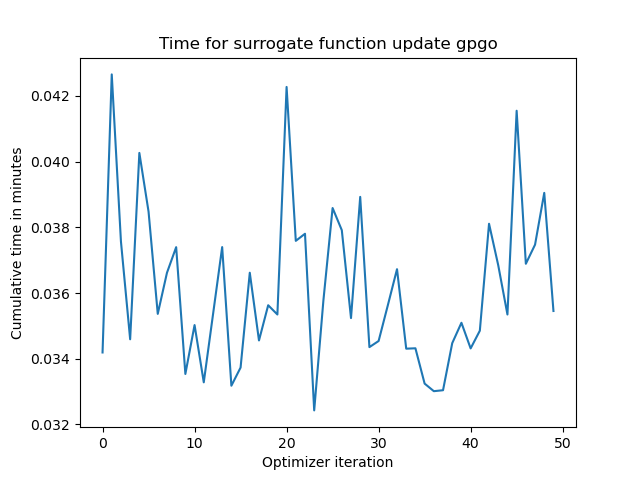 Time for surrogate function update gpgo
Cumulative time in minutes
0.042
0.040
0.038
0.036
0.034
0.032
0 10 20 30 40 50
Optimizer iteration